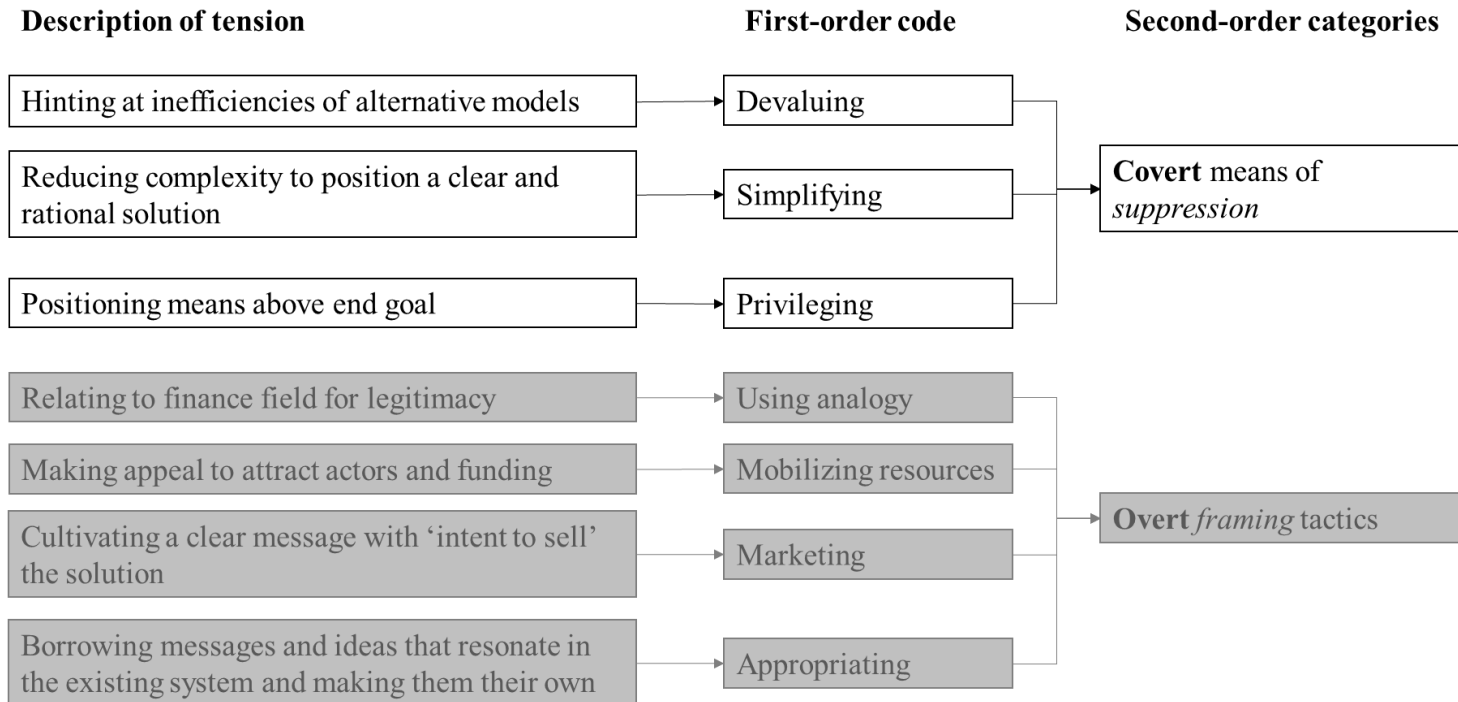 Description of tension First-order code Second-order categories
Hinting at inefficiencies of alternative models Devaluing
Reducing complexity to position a clear and
rational solution
Simplifying
Covert means of
suppression
Positioning means above end goal Privileging
Relating to finance field for legitimacy Using analogy
Making appeal to attract actors and funding Mobilizing resources
Cultivating a clear message with ‘intent to sell’
the solution
Marketing
Overt framing tactics
Borrowing messages and ideas that resonate in
the existing system and making them their own
Appropriating